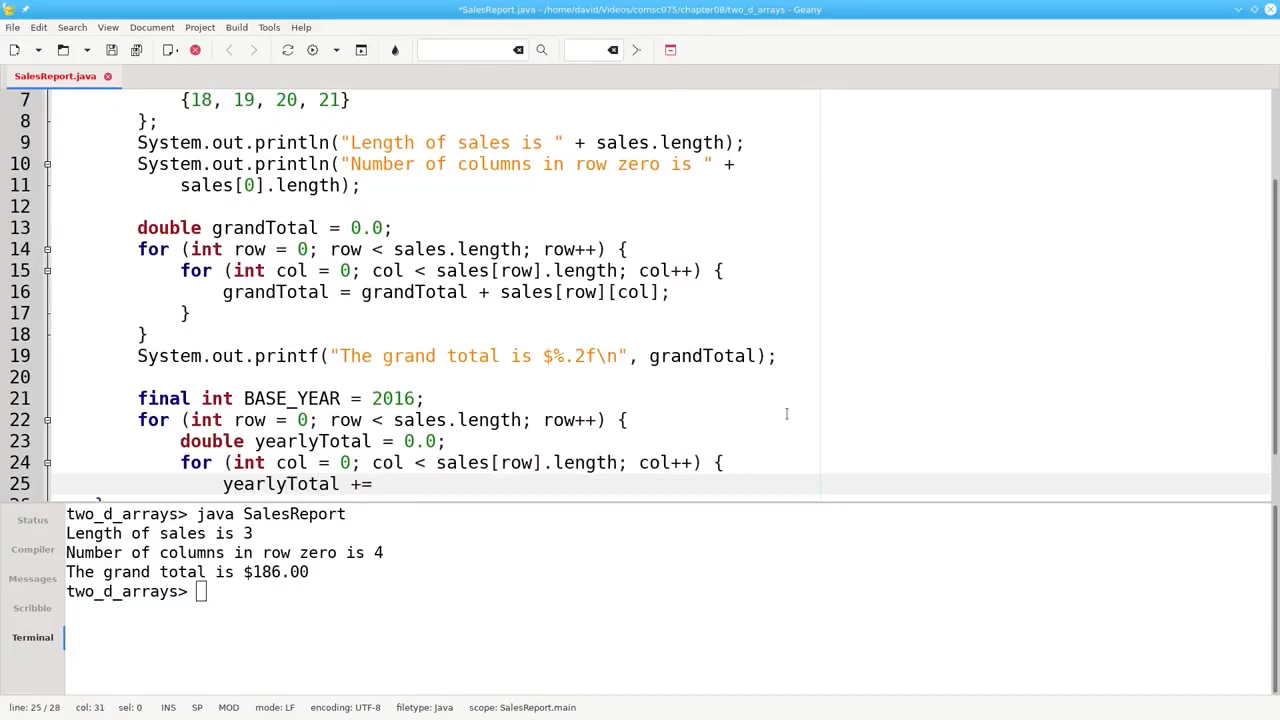 *SalesReport.java - /home/david/Videos/comsc075/chapter08/two_d_arrays - Geany
File Edit Search View Document Project Build Tools Help
SalesReport.java
7 {18, 19, 20, 21}
8 };
9 System.out.println("Length of sales is " + sales.length);
10 System.out.println("Number of columns in row zero is " +
11 sales[0].length);
12
13 double grandTotal = 0.0;
14 for (int row = 0; row < sales.length; row++) {
15 for (int col = 0; col < sales[row].length; col++) {
16 grandTotal = grandTotal + sales[row][col];
17 }
18 }
19 System.out.printf("The grand total is $%.2f\n", grandTotal);
20
21 final int BASE_YEAR = 2016;
22 for (int row = 0; row < sales.length; row++) {
23 double yearlyTotal = 0.0;
24 for (int col = 0; col < sales[row].length; col++) {
25 yearlyTotal +=
Status
Compiler
Messages
Scribble
Terminal
two_d_arrays> java SalesReport
Length of sales is 3
Number of columns in row zero is 4
The grand total is $186.00
two_d_arrays>
line: 25 / 28 col: 31 sel: 0 INS SP MOD mode: LF encoding: UTF-8 filetype: Java scope: SalesReport.main